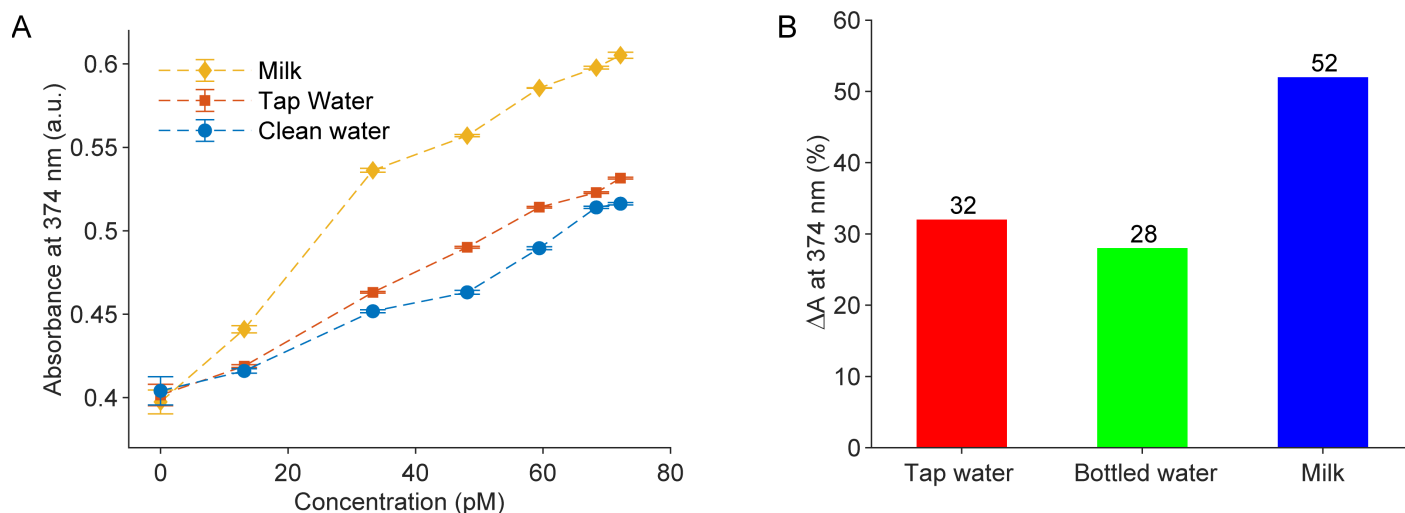 A
Absorbance at 374 nm (a.u.)
0.6
0.55
0.5
0.45
0.4
Milk
Tap Water
Clean water
0 20 40 60 80
Concentration (pM)
B
ΔA at 374 nm (%)
60
50
40
30
20
10
0
32
28
52
Tap water Bottled water Milk